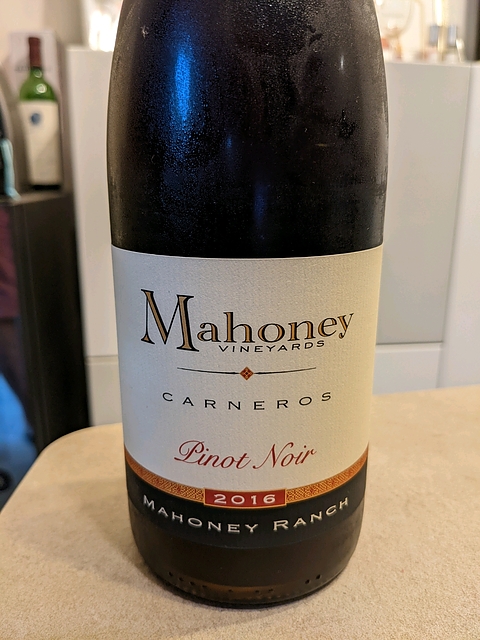 Mahoney
VINEYARDS
CARNEROS
Pinot Noir
2016
MAHONEY RANCH